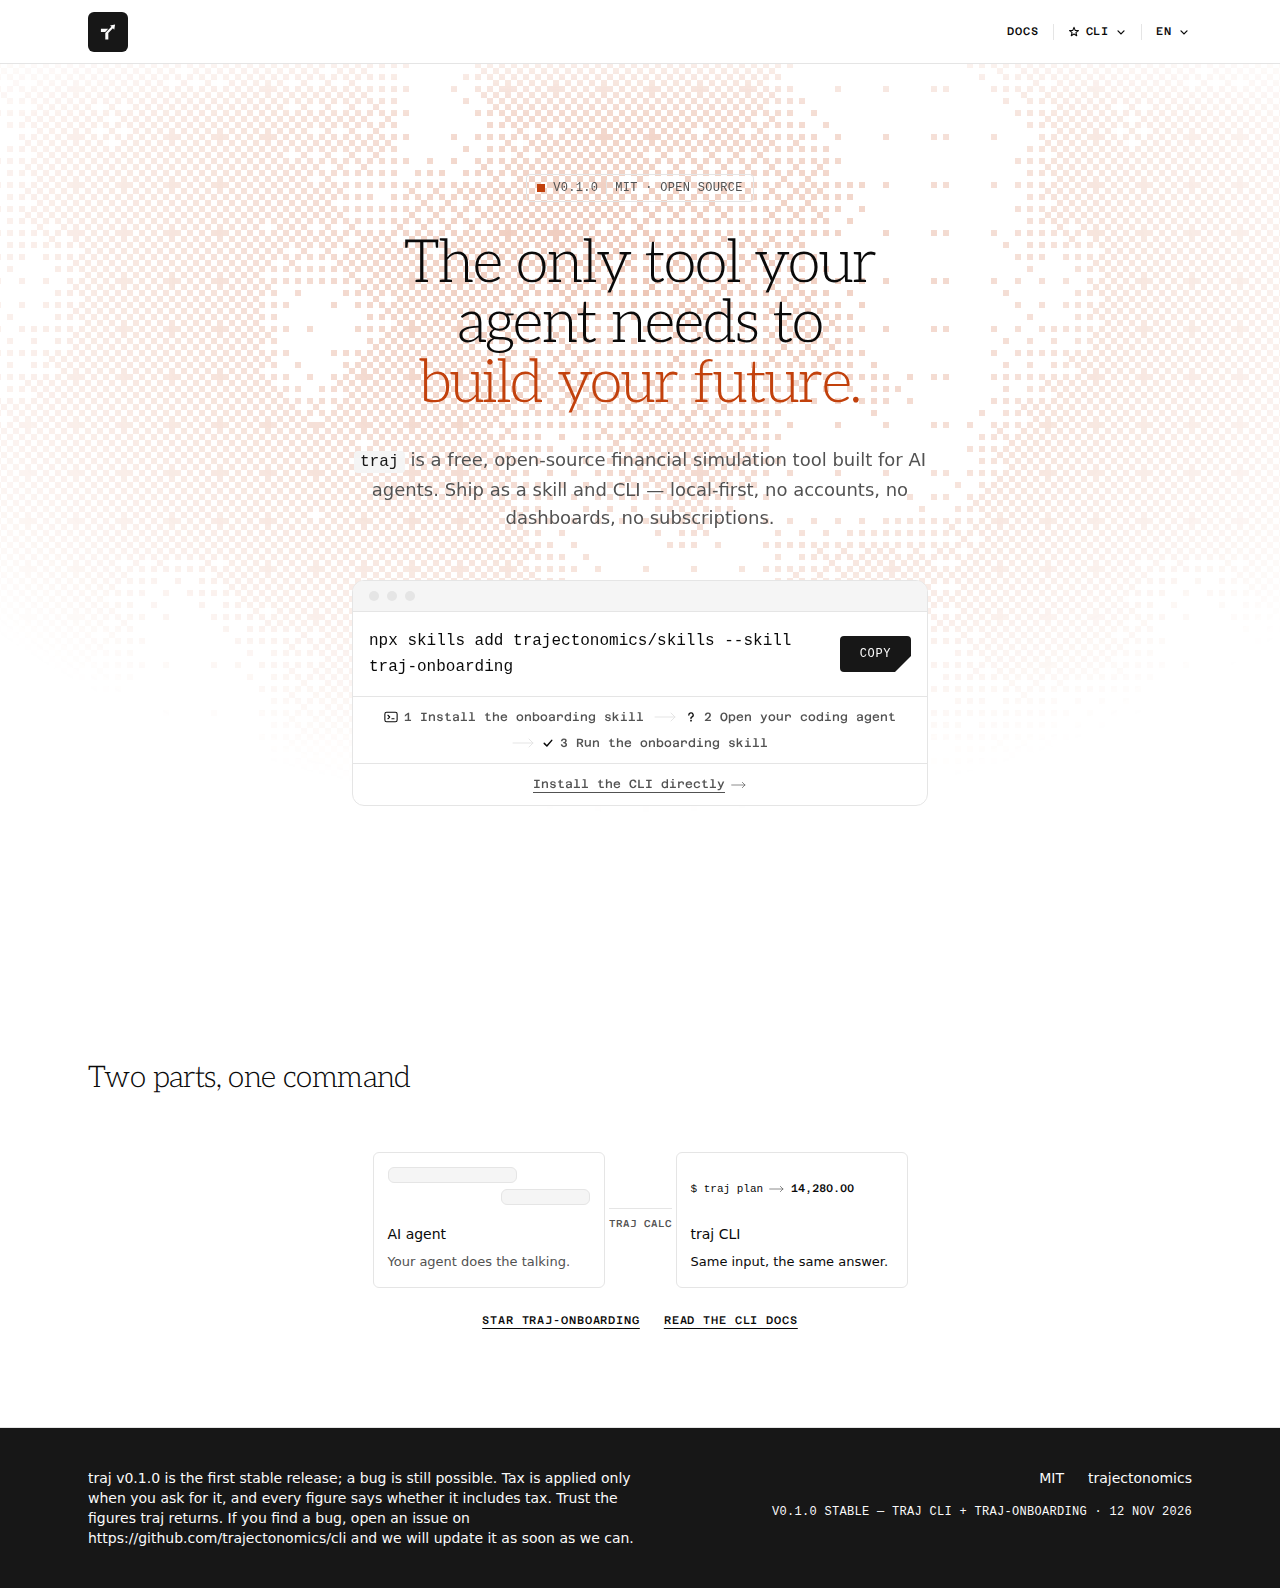 DOCS
CLI
EN
V0.1.0 MIT · OPEN SOURCE
The only tool your
agent needs to
build your future.
traj is a free, open-source financial simulation tool built for AI
agents. Ship as a skill and CLI — local-first, no accounts, no
dashboards, no subscriptions.
npx skills add trajectonomics/skills --skill
traj-onboarding
COPY
1 Install the onboarding skill
? 2 Open your coding agent
3 Run the onboarding skill
Install the CLI directly
Two parts, one command
AI agent
Your agent does the talking.
TRAJ CALC
$ traj plan → 14,280.00
traj CLI
Same input, the same answer.
STAR TRAJ-ONBOARDING
READ THE CLI DOCS
traj v0.1.0 is the first stable release; a bug is still possible. Tax is applied only
when you ask for it, and every figure says whether it includes tax. Trust the
figures traj returns. If you find a bug, open an issue on
https://github.com/trajectonomics/cli and we will update it as soon as we can.
MIT
trajectonomics
V0.1.0 STABLE — TRAJ CLI + TRAJ-ONBOARDING · 12 NOV 2026